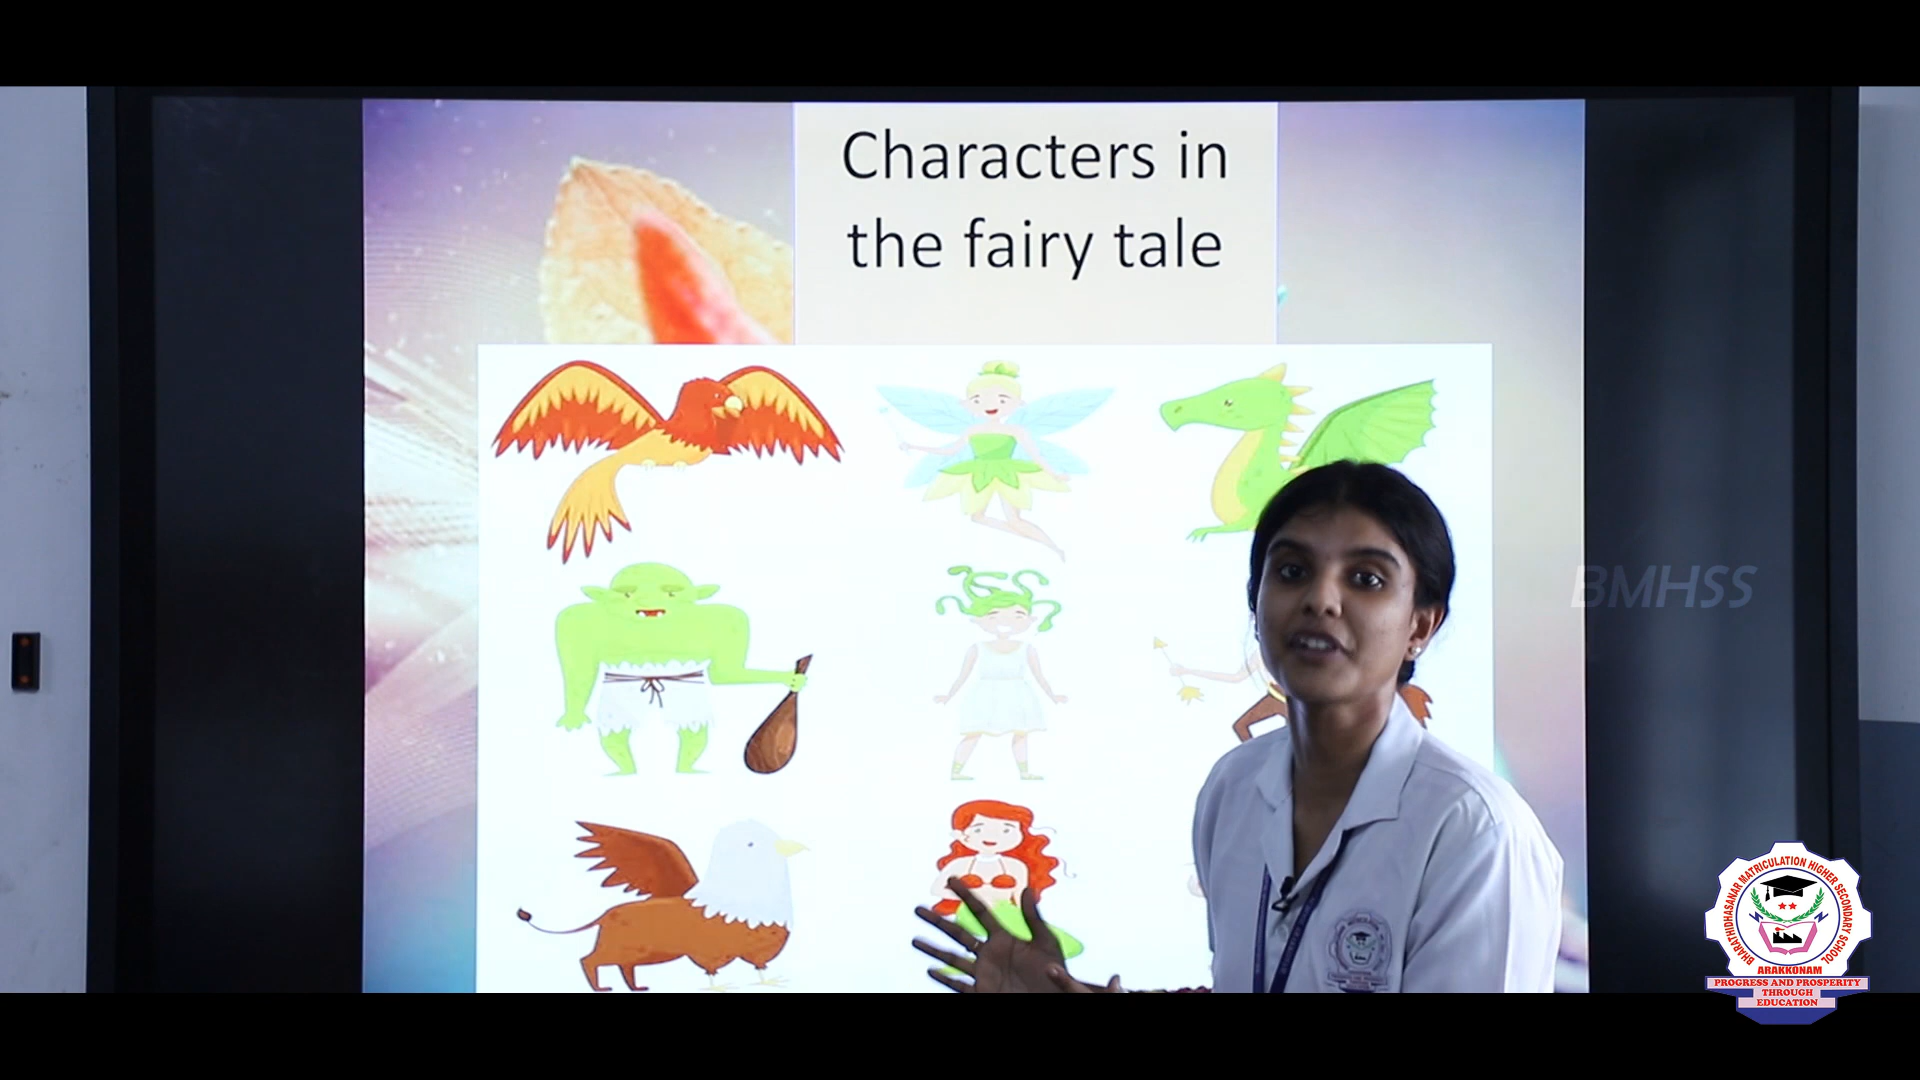 Characters in
the fairy tale
BMHSS
BHARATHIDHASANAR MATRICULATION HIGHER SECONDARY SCHOOL
ARAKKONAM
PROGRESS AND PROSPERITY
THROUGH
EDUCATION